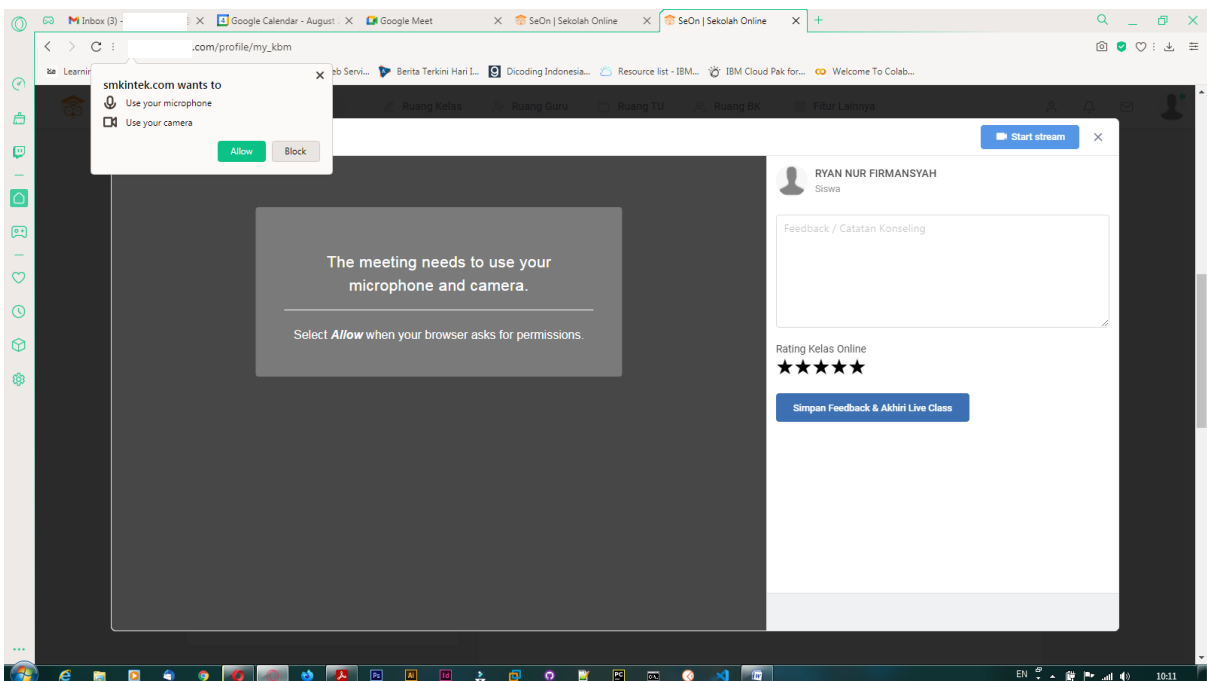 Inbox (3) -
Google Calendar - August
Google Meet
SeOn | Sekolah Online
SeOn | Sekolah Online
.com/profile/my_kbm
Learnin
eb Servi...
Berita Terkini Hari I...
Dicoding Indonesia...
Resource list - IBM...
IBM Cloud Pak for...
Welcome To Colab...
smkintek.com wants to
Use your microphone
Use your camera
Allow
Block
Ruang Kelas
Ruang Guru
Ruang TU
Ruang BK
Fitur Lainnya
Start stream
The meeting needs to use your
microphone and camera.
Select Allow when your browser asks for permissions.
RYAN NUR FIRMANSYAH
Siswa
Feedback / Catatan Konseling
Rating Kelas Online
★★★★★
Simpan Feedback & Akhiri Live Class
EN
10:11